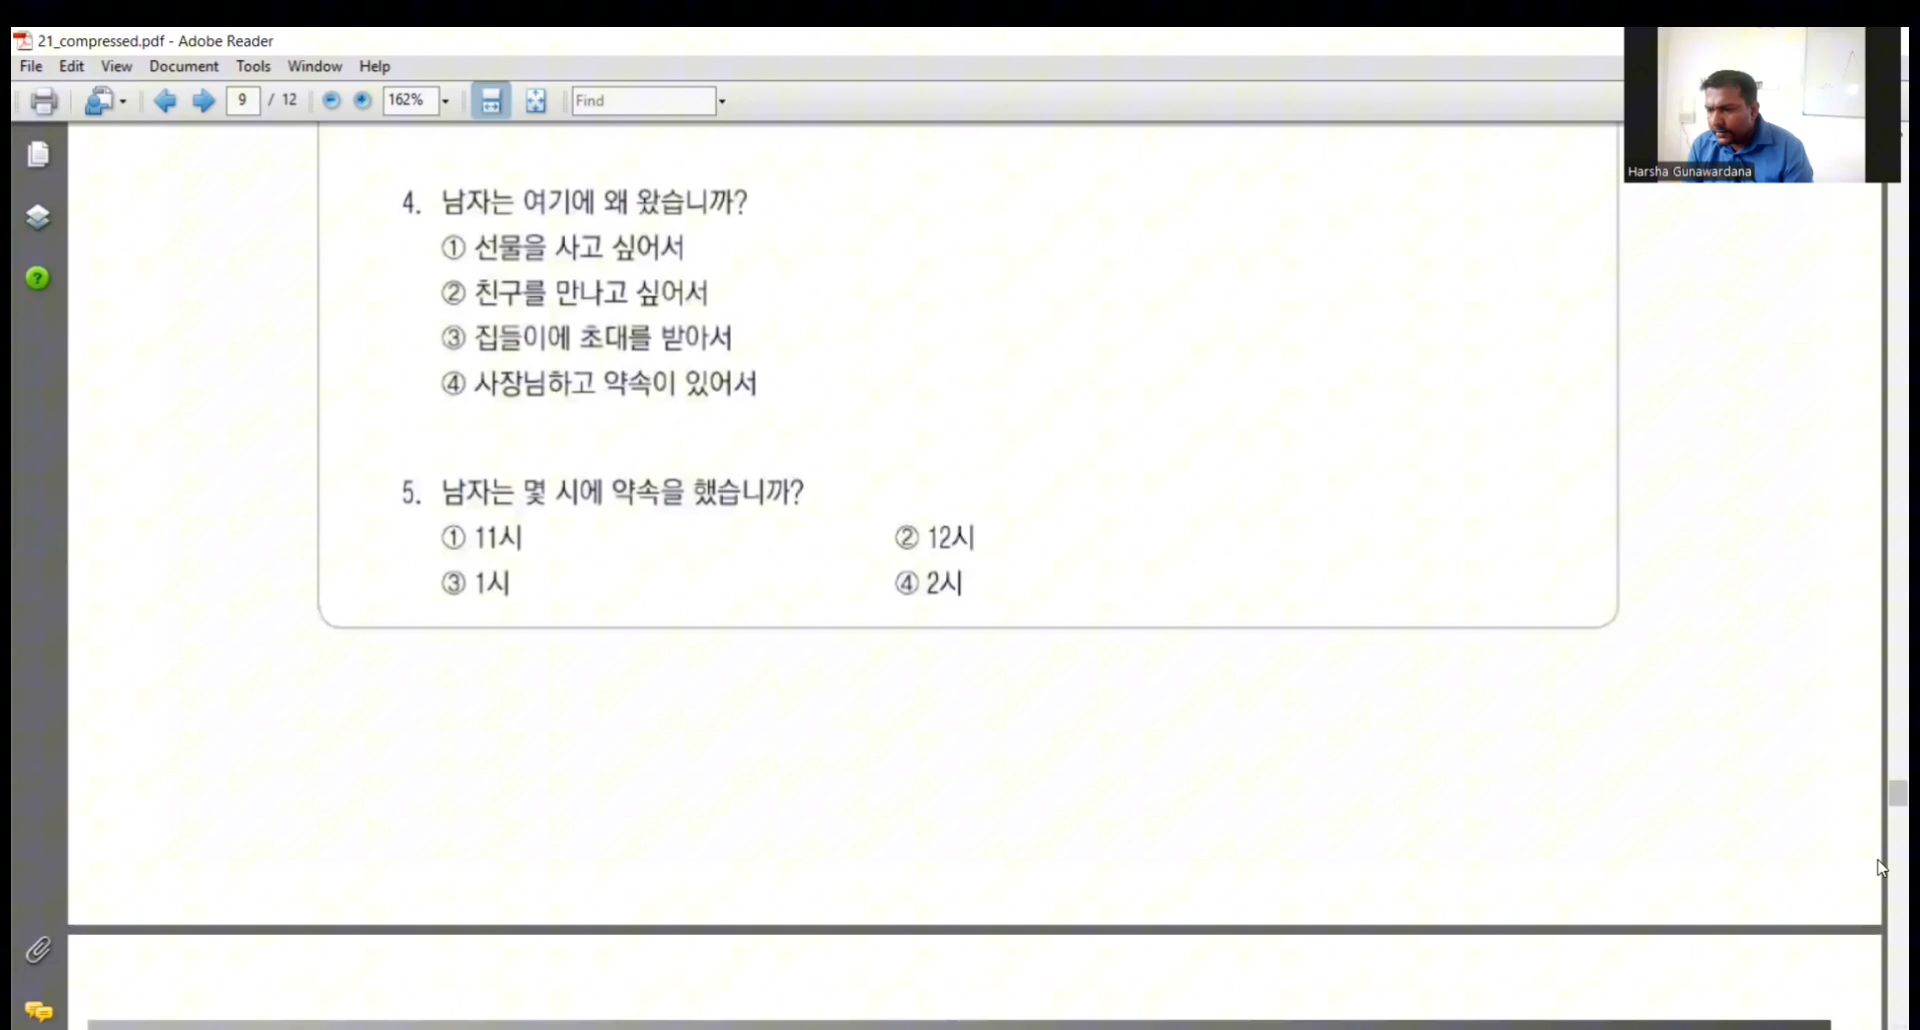 21_compressed.pdf - Adobe Reader
File Edit View Document Tools Window Help
9 / 12 162% Find
Harsha Gunawardana
4. 남자는 여기에 왜 왔습니까?
① 선물을 사고 싶어서
② 친구를 만나고 싶어서
③ 집들이에 초대를 받아서
④ 사장님하고 약속이 있어서
5. 남자는 몇 시에 약속을 했습니까?
① 11시 ② 12시
③ 1시 ④ 2시